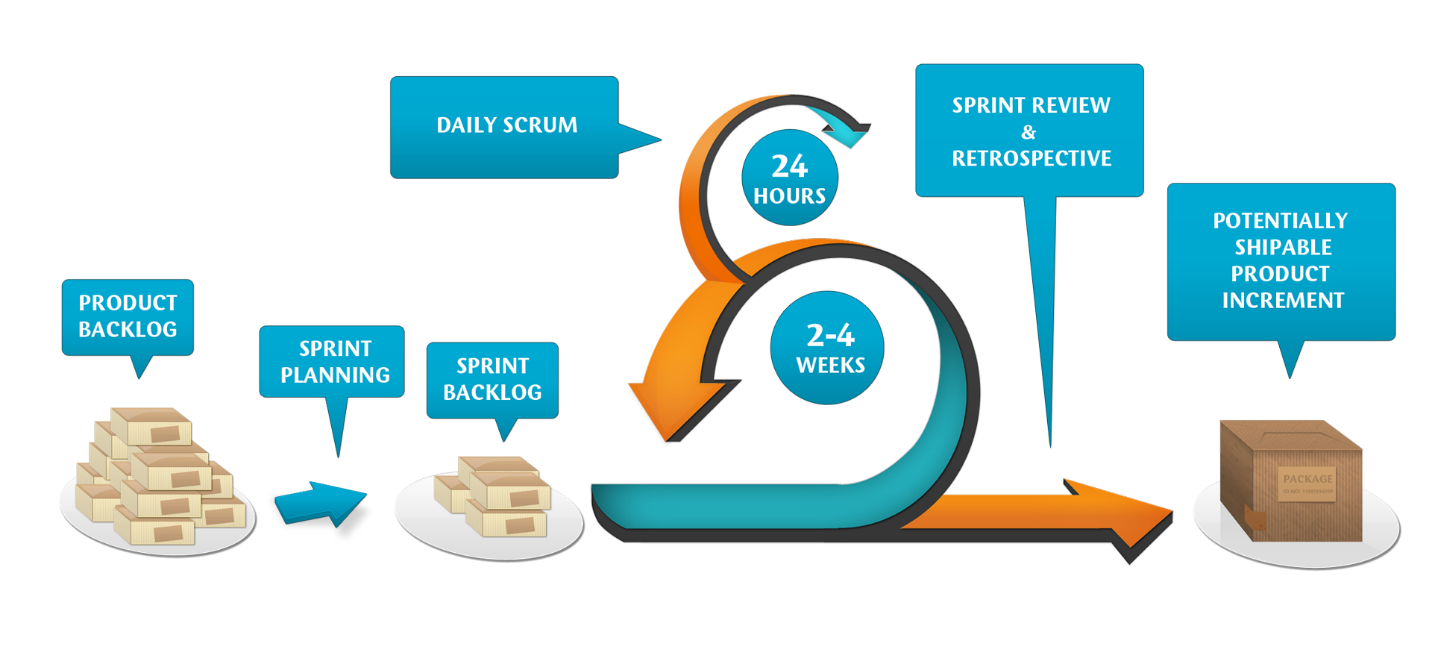 PRODUCT
BACKLOG
SPRINT
PLANNING
SPRINT
BACKLOG
DAILY SCRUM
24
HOURS
2-4
WEEKS
SPRINT REVIEW
&
RETROSPECTIVE
POTENTIALLY
SHIPABLE
PRODUCT
INCREMENT
PACKAGE